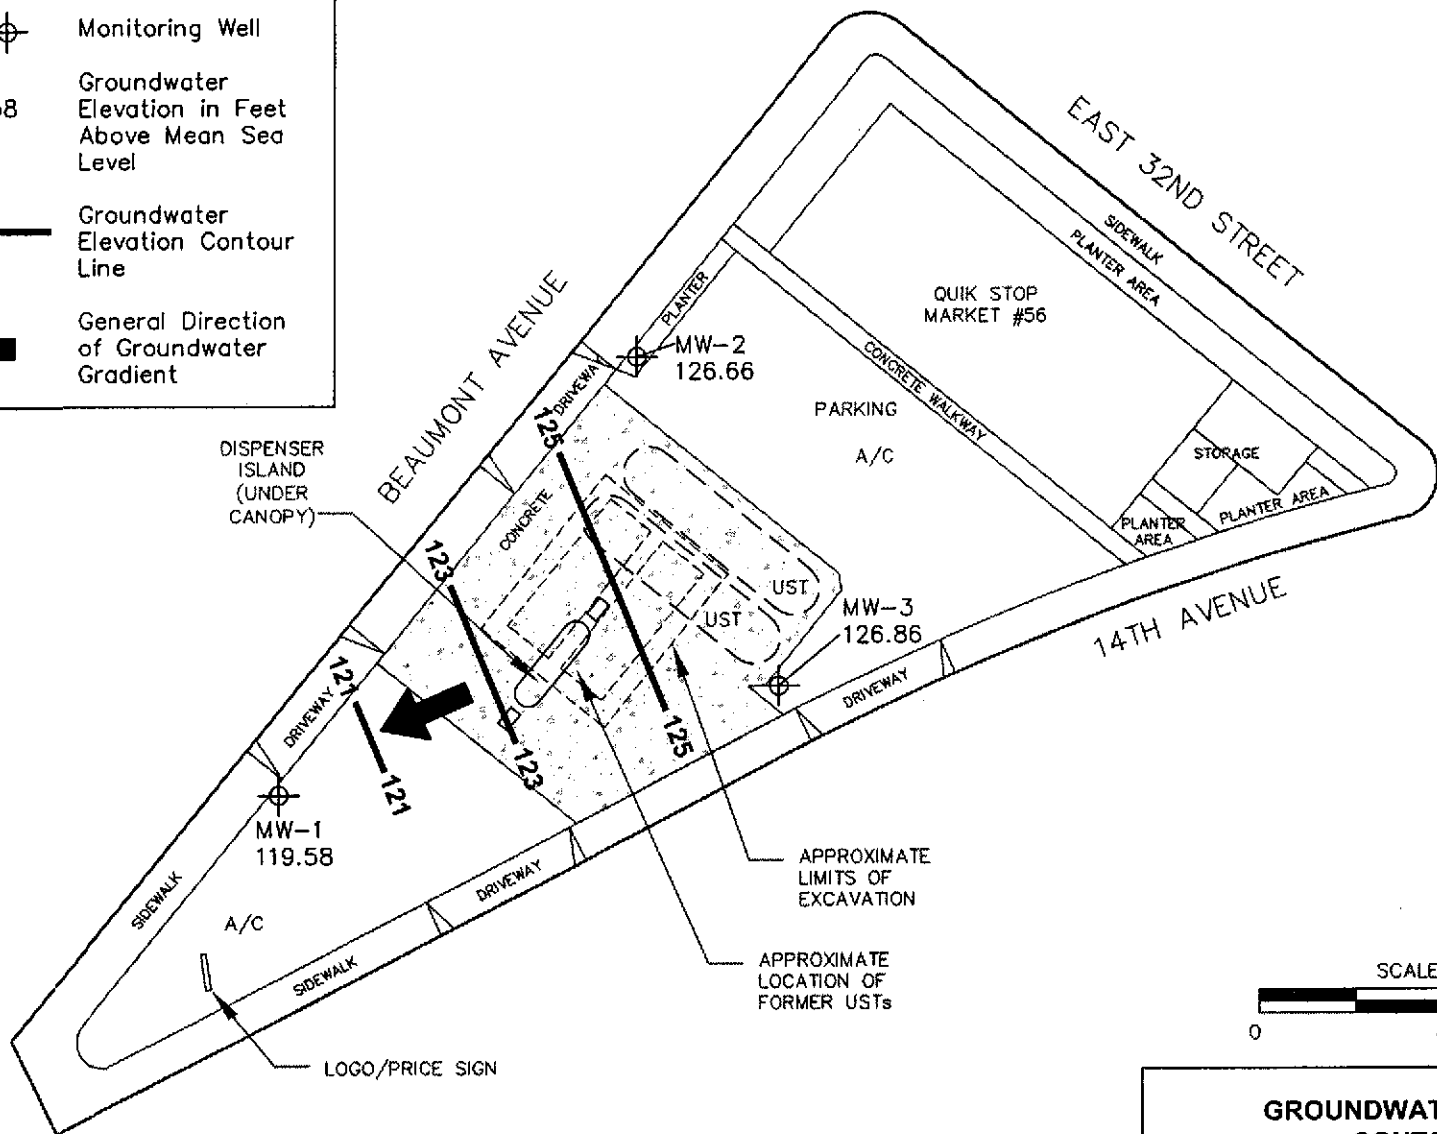 Monitoring Well
Groundwater
Elevation in Feet
Above Mean Sea
Level
Groundwater
Elevation Contour
Line
General Direction
of Groundwater
Gradient
EAST 32ND STREET
SIDEWALK
PLANTER AREA
QUIK STOP
MARKET #56
PLANTER
BEAUMONT AVENUE
MW-2
126.66
CONCRETE WALKWAY
DRIVEWAY
PARKING
A/C
STORAGE
PLANTER AREA
PLANTER
AREA
125
DISPENSER
ISLAND
(UNDER
CANOPY)
CONCRETE
123
UST
UST
MW-3
126.86
14TH AVENUE
121
DRIVEWAY
DRIVEWAY
125
123
121
MW-1
119.58
APPROXIMATE
LIMITS OF
EXCAVATION
DRIVEWAY
SIDEWALK
A/C
SIDEWALK
APPROXIMATE
LOCATION OF
FORMER USTs
SCALE
0
LOGO/PRICE SIGN